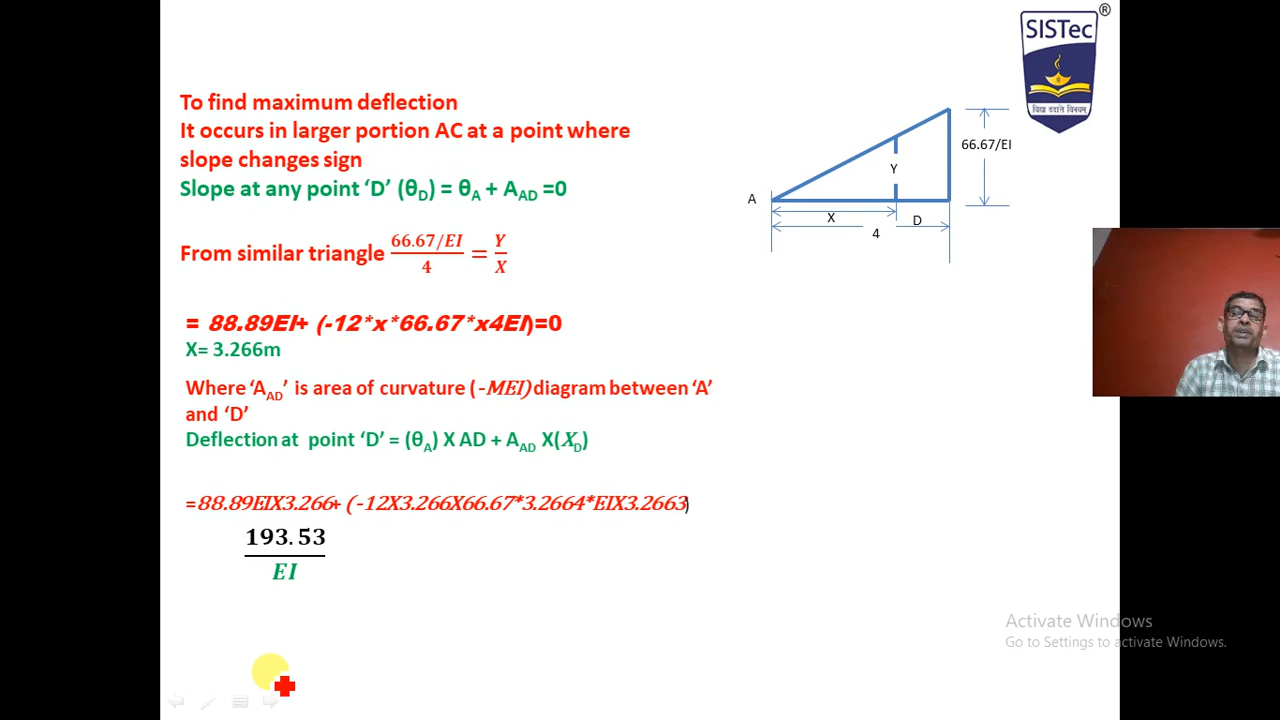 SISTec
®
विद्या ददाति विनयम्
To find maximum deflection
It occurs in larger portion AC at a point where
slope changes sign
Slope at any point ‘D’ (θD) = θA + AAD =0
From similar triangle 66.67/EI / 4 = Y / X
= 88.89EI+ (-12*x*66.67*x4EI)=0
X= 3.266m
Where ‘AAD’ is area of curvature (-MEI) diagram between ‘A’
and ‘D’
Deflection at point ‘D’ = (θA) X AD + AAD X(XD)
=88.89EIX3.266+ (-12X3.266X66.67*3.2664*EIX3.2663)
193.53
EI
66.67/EI
Y
A
X
D
4
Activate Windows
Go to Settings to activate Windows.